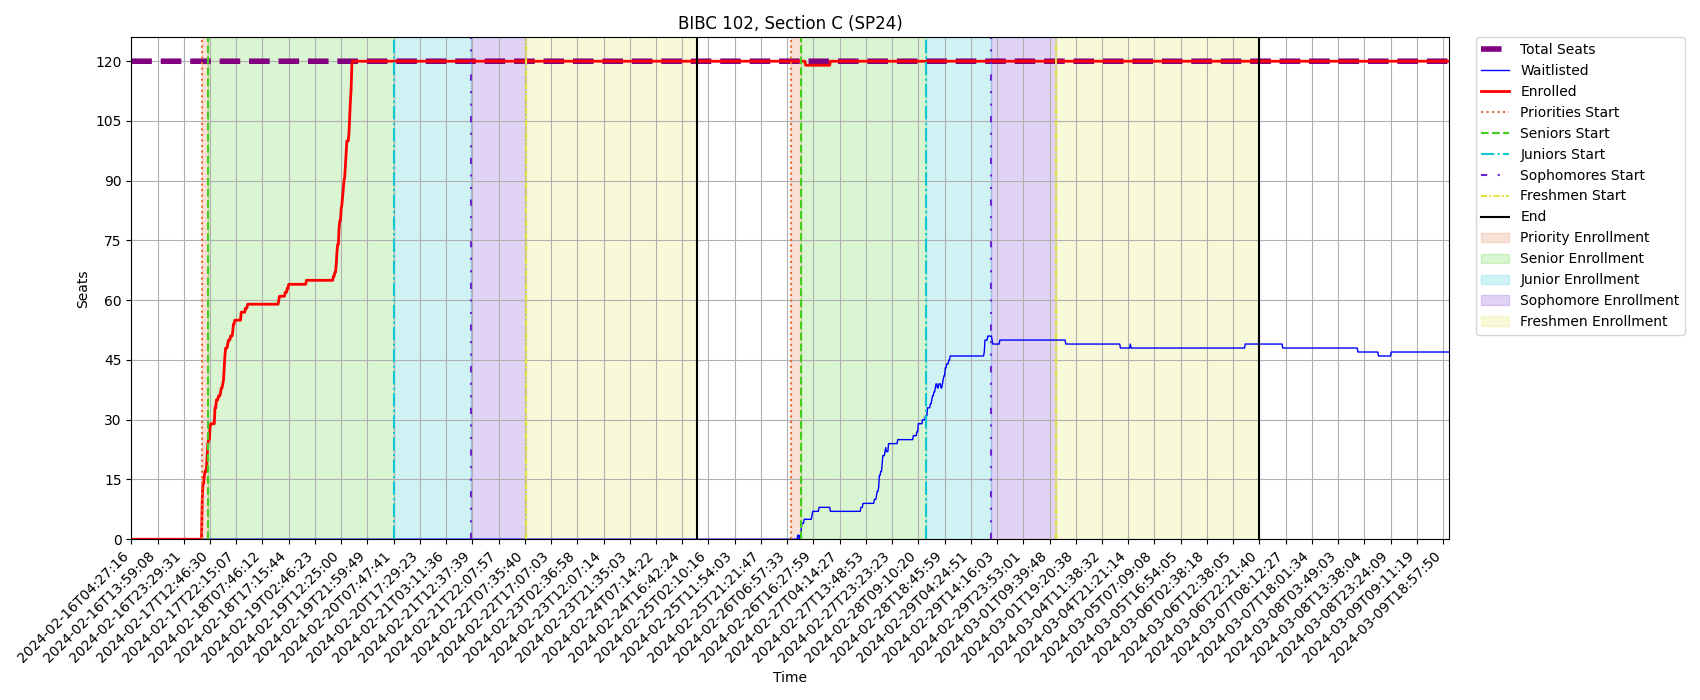 BIBC 102, Section C (SP24)
Total Seats
Waitlisted
Enrolled
Priorities Start
Seniors Start
Juniors Start
Sophomores Start
Freshmen Start
End
Priority Enrollment
Senior Enrollment
Junior Enrollment
Sophomore Enrollment
Freshmen Enrollment
Seats
120
105
90
75
60
45
30
15
0
2024-02-16T04:27:16
2024-02-16T13:59:08
2024-02-16T23:29:31
2024-02-17T12:46:30
2024-02-17T22:15:07
2024-02-18T07:46:12
2024-02-18T17:15:44
2024-02-19T02:46:23
2024-02-19T12:25:00
2024-02-19T21:59:49
2024-02-20T07:47:41
2024-02-20T17:29:23
2024-02-21T03:11:36
2024-02-21T12:37:39
2024-02-21T22:07:57
2024-02-22T07:35:40
2024-02-22T17:07:03
2024-02-23T02:36:58
2024-02-23T12:07:14
2024-02-23T21:35:03
2024-02-24T07:14:22
2024-02-24T16:42:24
2024-02-25T02:10:16
2024-02-25T11:54:03
2024-02-25T21:21:47
2024-02-26T06:57:33
2024-02-26T16:27:59
2024-02-27T04:14:27
2024-02-27T13:48:53
2024-02-27T23:23:23
2024-02-28T09:10:20
2024-02-28T18:45:59
2024-02-29T04:24:51
2024-02-29T14:16:03
2024-02-29T23:53:01
2024-03-01T09:39:48
2024-03-01T19:20:38
2024-03-04T11:38:32
2024-03-04T21:21:14
2024-03-05T07:09:08
2024-03-05T16:54:05
2024-03-06T02:38:18
2024-03-06T12:38:05
2024-03-06T22:21:40
2024-03-07T08:12:27
2024-03-07T18:01:34
2024-03-08T03:49:03
2024-03-08T13:38:04
2024-03-08T23:24:09
2024-03-09T09:11:19
2024-03-09T18:57:50
Time